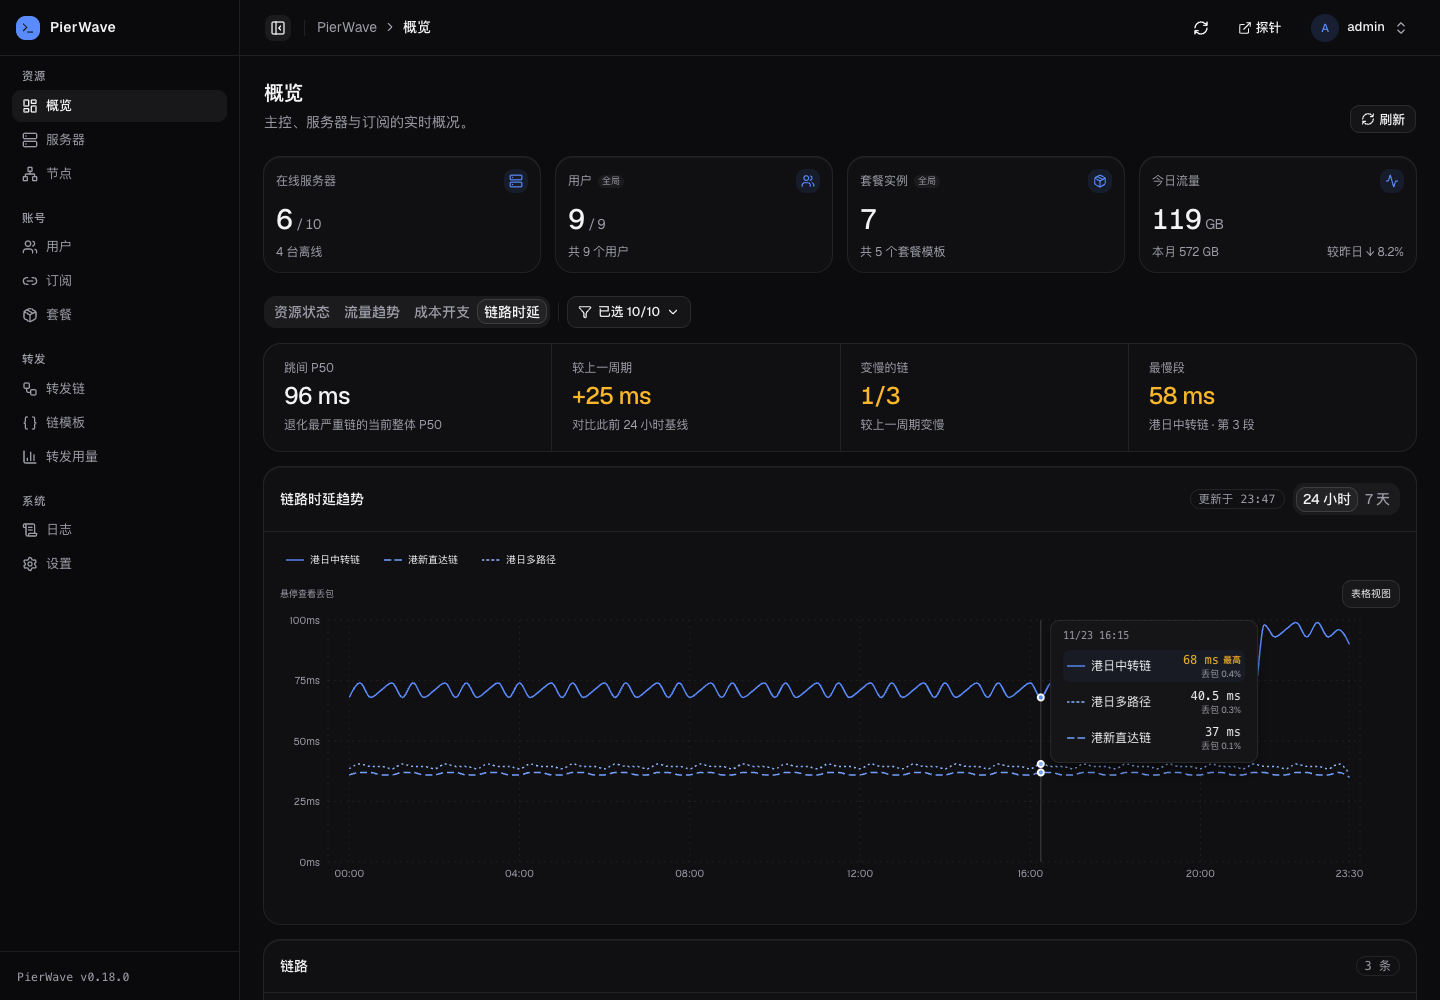 PierWave
PierWave > 概览
探针
A admin
资源
概览
服务器
节点
账号
用户
订阅
套餐
转发
转发链
链模板
转发用量
系统
日志
设置
PierWave v0.18.0
概览
主控、服务器与订阅的实时概况。
刷新
在线服务器
6 / 10
4 台离线
用户 全局
9 / 9
共 9 个用户
套餐实例 全局
7
共 5 个套餐模板
今日流量
119 GB
本月 572 GB 较昨日 ↓ 8.2%
资源状态 流量趋势 成本开支 链路时延 已选 10/10
跳间 P50
96 ms
退化最严重链的当前整体 P50
较上一周期
+25 ms
对比此前 24 小时基线
变慢的链
1/3
较上一周期变慢
最慢段
58 ms
港日中转链 · 第 3 段
链路时延趋势
更新于 23:47
24 小时 7 天
港日中转链 港新直达链 港日多路径
悬停查看丢包
表格视图
100ms
75ms
50ms
25ms
0ms
00:00 04:00 08:00 12:00 16:00 20:00 23:30
11/23 16:15
港日中转链 68 ms 最高
丢包 0.4%
港日多路径 40.5 ms
丢包 0.3%
港新直达链 37 ms
丢包 0.1%
链路
3 条